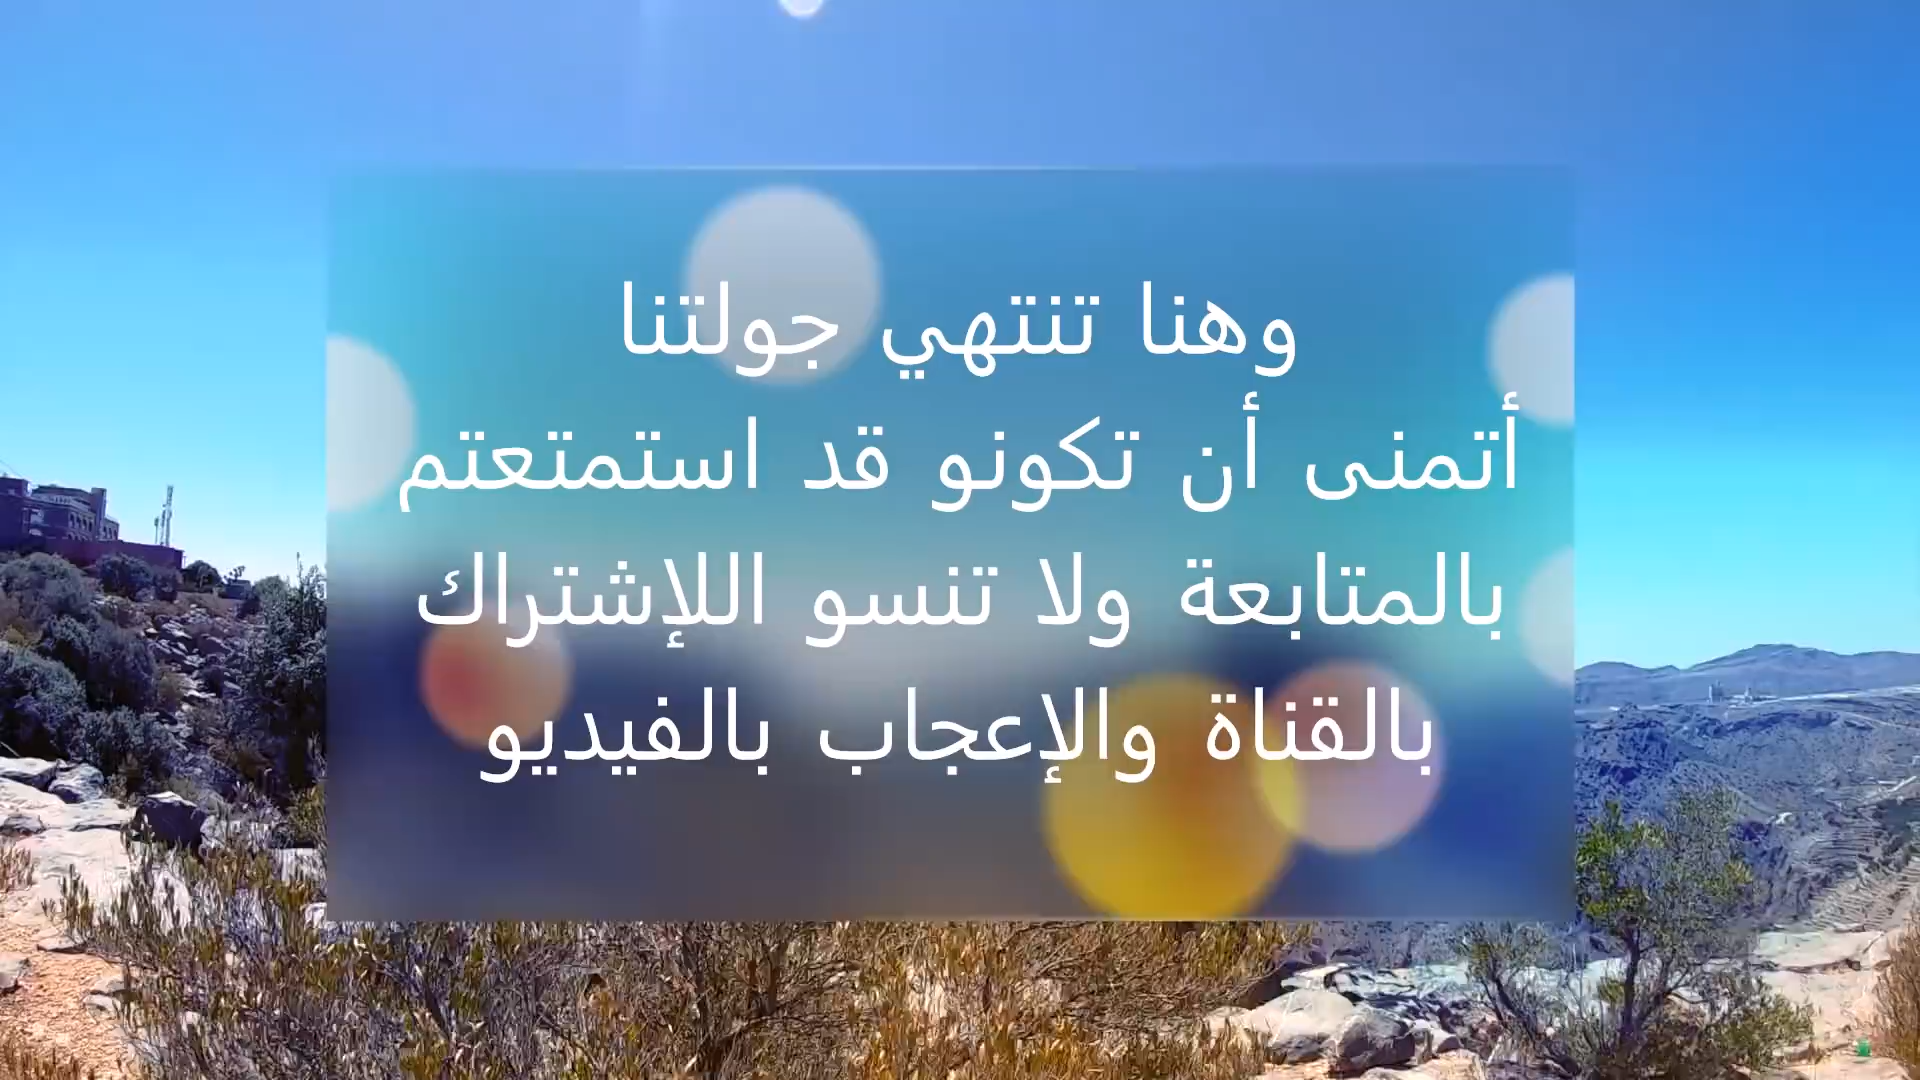 وهنا تنتهي جولتنا
أتمنى أن تكونو قد استمتعتم
بالمتابعة ولا تنسو اللإشتراك
بالقناة والإعجاب بالفيديو